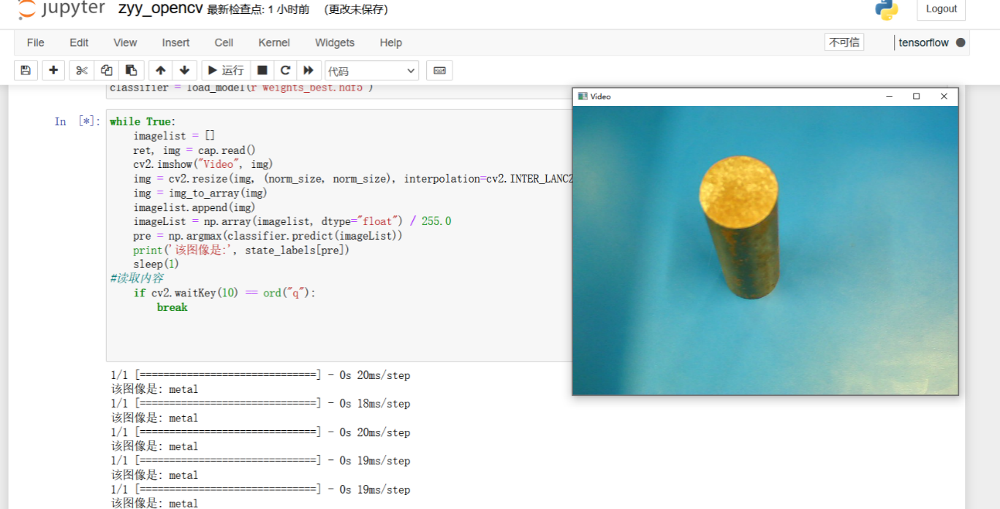 jupyter zyy_opencv 最新检查点: 1 小时前 (更改未保存)
Logout
File Edit View Insert Cell Kernel Widgets Help
不可信
tensorflow
运行
代码
classifier = load_model(r"weights_best.hdf5")
In [*]:
while True:
    imagelist = []
    ret, img = cap.read()
    cv2.imshow("Video", img)
    img = cv2.resize(img, (norm_size, norm_size), interpolation=cv2.INTER_LANCZ
    img = img_to_array(img)
    imagelist.append(img)
    imageList = np.array(imagelist, dtype="float") / 255.0
    pre = np.argmax(classifier.predict(imageList))
    print('该图像是:', state_labels[pre])
    sleep(1)
#读取内容
    if cv2.waitKey(10) == ord("q"):
        break
Video
1/1 [==============================] - 0s 20ms/step
该图像是: metal
1/1 [==============================] - 0s 18ms/step
该图像是: metal
1/1 [==============================] - 0s 20ms/step
该图像是: metal
1/1 [==============================] - 0s 19ms/step
该图像是: metal
1/1 [==============================] - 0s 19ms/step
该图像是: metal